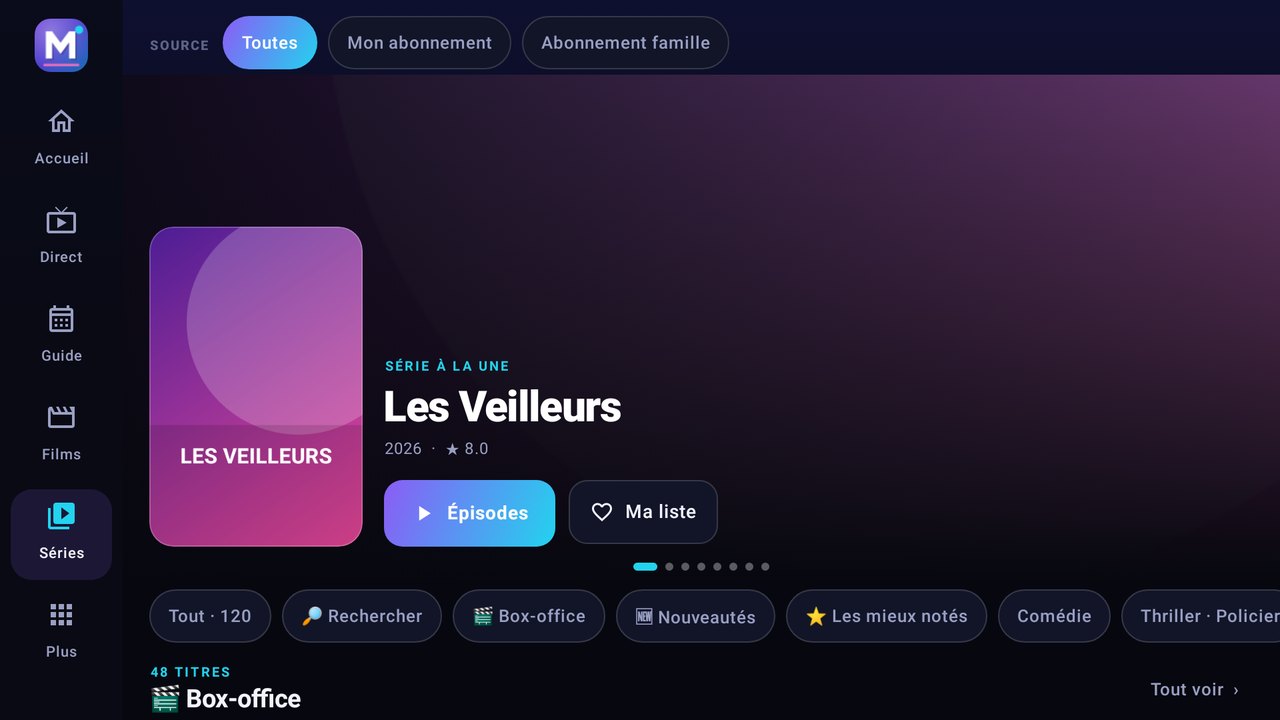 M
SOURCE
Toutes
Mon abonnement
Abonnement famille
Accueil
Direct
Guide
Films
Séries
Plus
LES VEILLEURS
SÉRIE À LA UNE
Les Veilleurs
2026 · ★ 8.0
Épisodes
Ma liste
Tout · 120
🔎 Rechercher
🎬 Box-office
🆕 Nouveautés
⭐ Les mieux notés
Comédie
Thriller · Policier
48 TITRES
🎬 Box-office
Tout voir ›